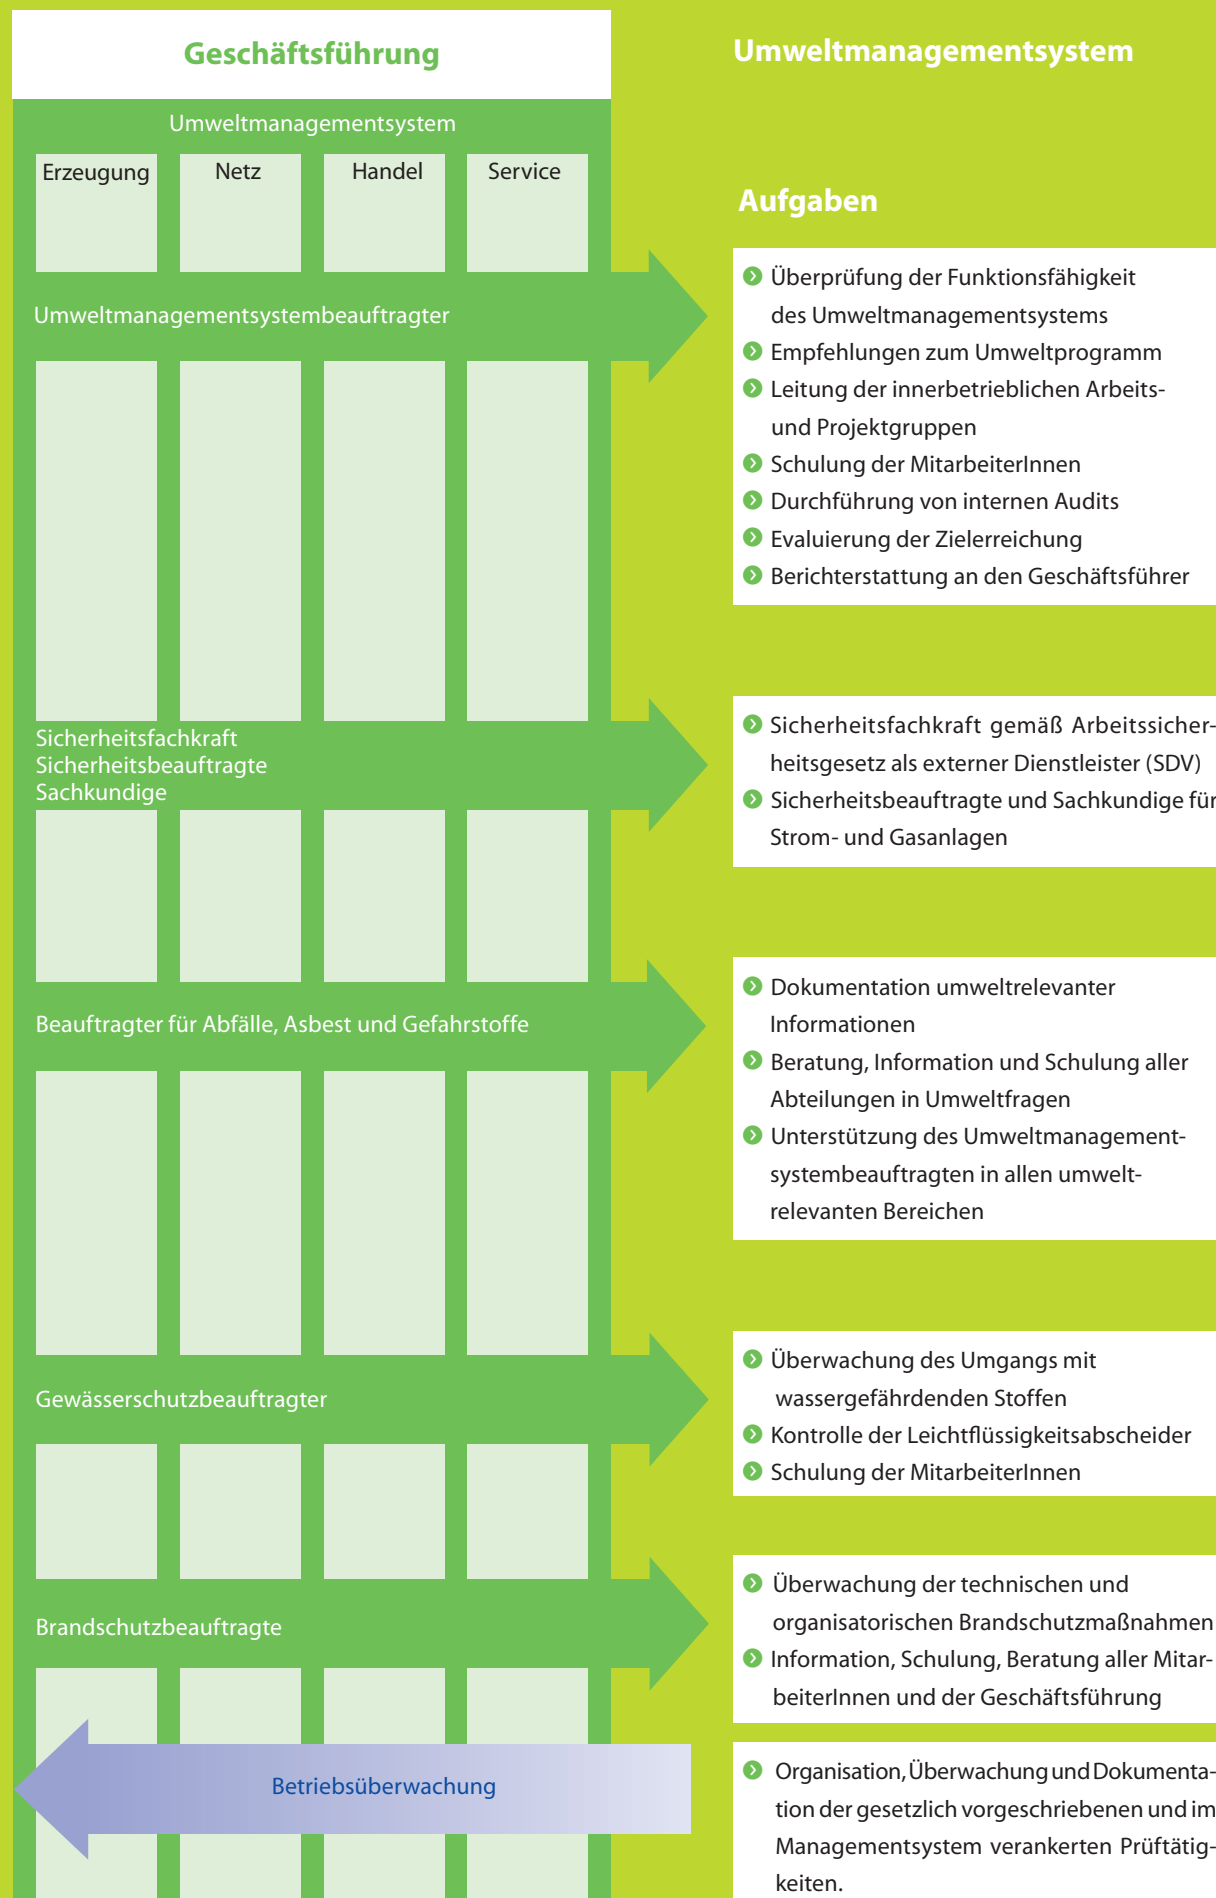 Geschäftsführung
Umweltmanagementsystem
Umweltmanagementsystem
Erzeugung
Netz
Handel
Service
Aufgaben
Umweltmanagementsystembeauftragter
Überprüfung der Funktionsfähigkeit
des Umweltmanagementsystems
Empfehlungen zum Umweltprogramm
Leitung der innerbetrieblichen Arbeits-
und Projektgruppen
Schulung der MitarbeiterInnen
Durchführung von internen Audits
Evaluierung der Zielerreichung
Berichterstattung an den Geschäftsführer
Sicherheitsfachkraft
Sicherheitsbeauftragte
Sachkundige
Sicherheitsfachkraft gemäß Arbeitssicher-
heitsgesetz als externer Dienstleister (SDV)
Sicherheitsbeauftragte und Sachkundige für
Strom- und Gasanlagen
Beauftragter für Abfälle, Asbest und Gefahrstoffe
Dokumentation umweltrelevanter
Informationen
Beratung, Information und Schulung aller
Abteilungen in Umweltfragen
Unterstützung des Umweltmanagement-
systembeauftragten in allen umwelt-
relevanten Bereichen
Gewässerschutzbeauftragter
Überwachung des Umgangs mit
wassergefährdenden Stoffen
Kontrolle der Leichtflüssigkeitsabscheider
Schulung der MitarbeiterInnen
Brandschutzbeauftragte
Überwachung der technischen und
organisatorischen Brandschutzmaßnahmen
Information, Schulung, Beratung aller Mitar-
beiterInnen und der Geschäftsführung
Betriebsüberwachung
Organisation, Überwachung und Dokumenta-
tion der gesetzlich vorgeschriebenen und im
Managementsystem verankerten Prüftätig-
keiten.